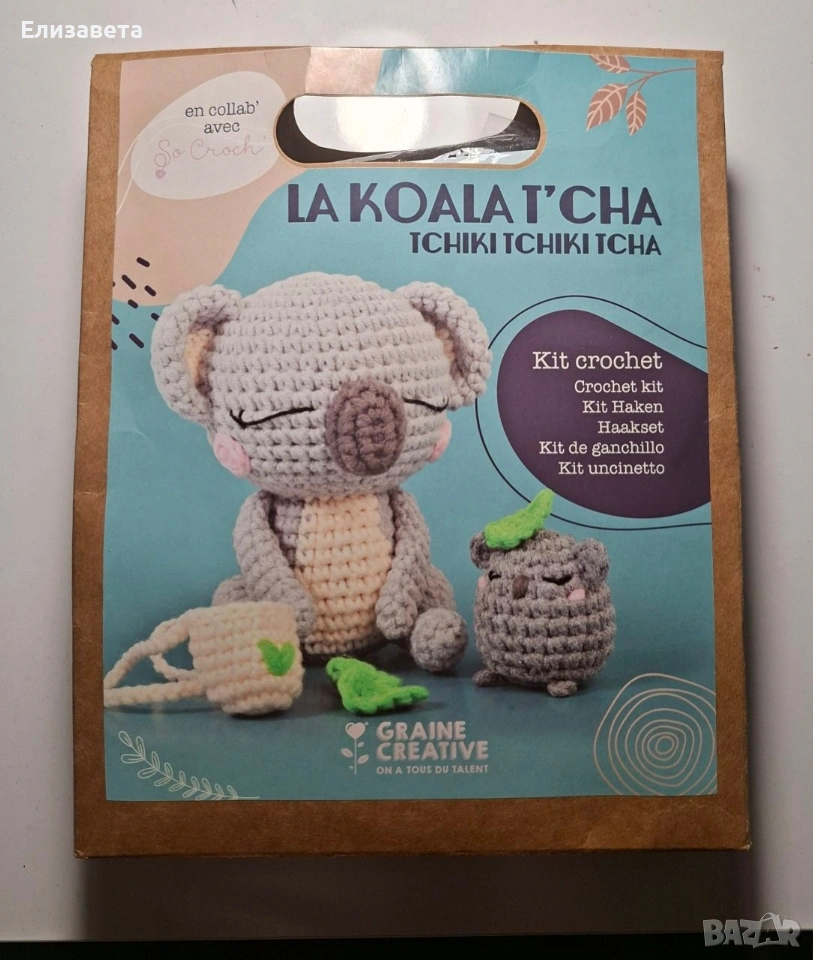 Елизавета
en collab'
avec
So Croch'
LA KOALA T'CHA
TCHIKI TCHIKI TCHA
Kit crochet
Crochet kit
Kit Haken
Haakset
Kit de ganchillo
Kit uncinetto
GRAINE
CREATIVE
ON A TOUS DU TALENT
BAZAR